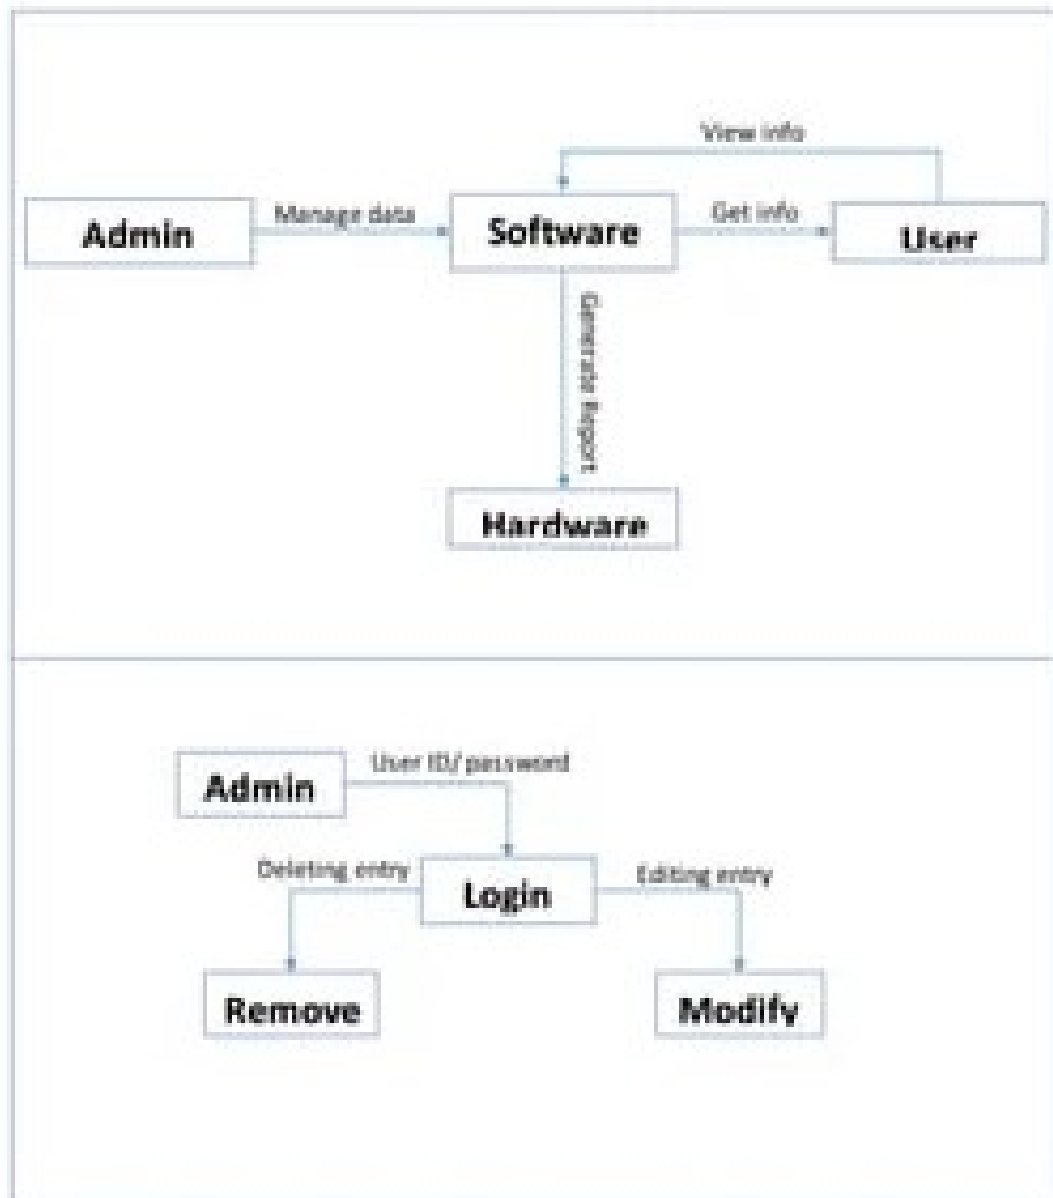 View info
Admin
Manage data
Software
Get info
User
Generate Report
Hardware
Admin
User ID/ password
Deleting entry
Login
Editing entry
Remove
Modify